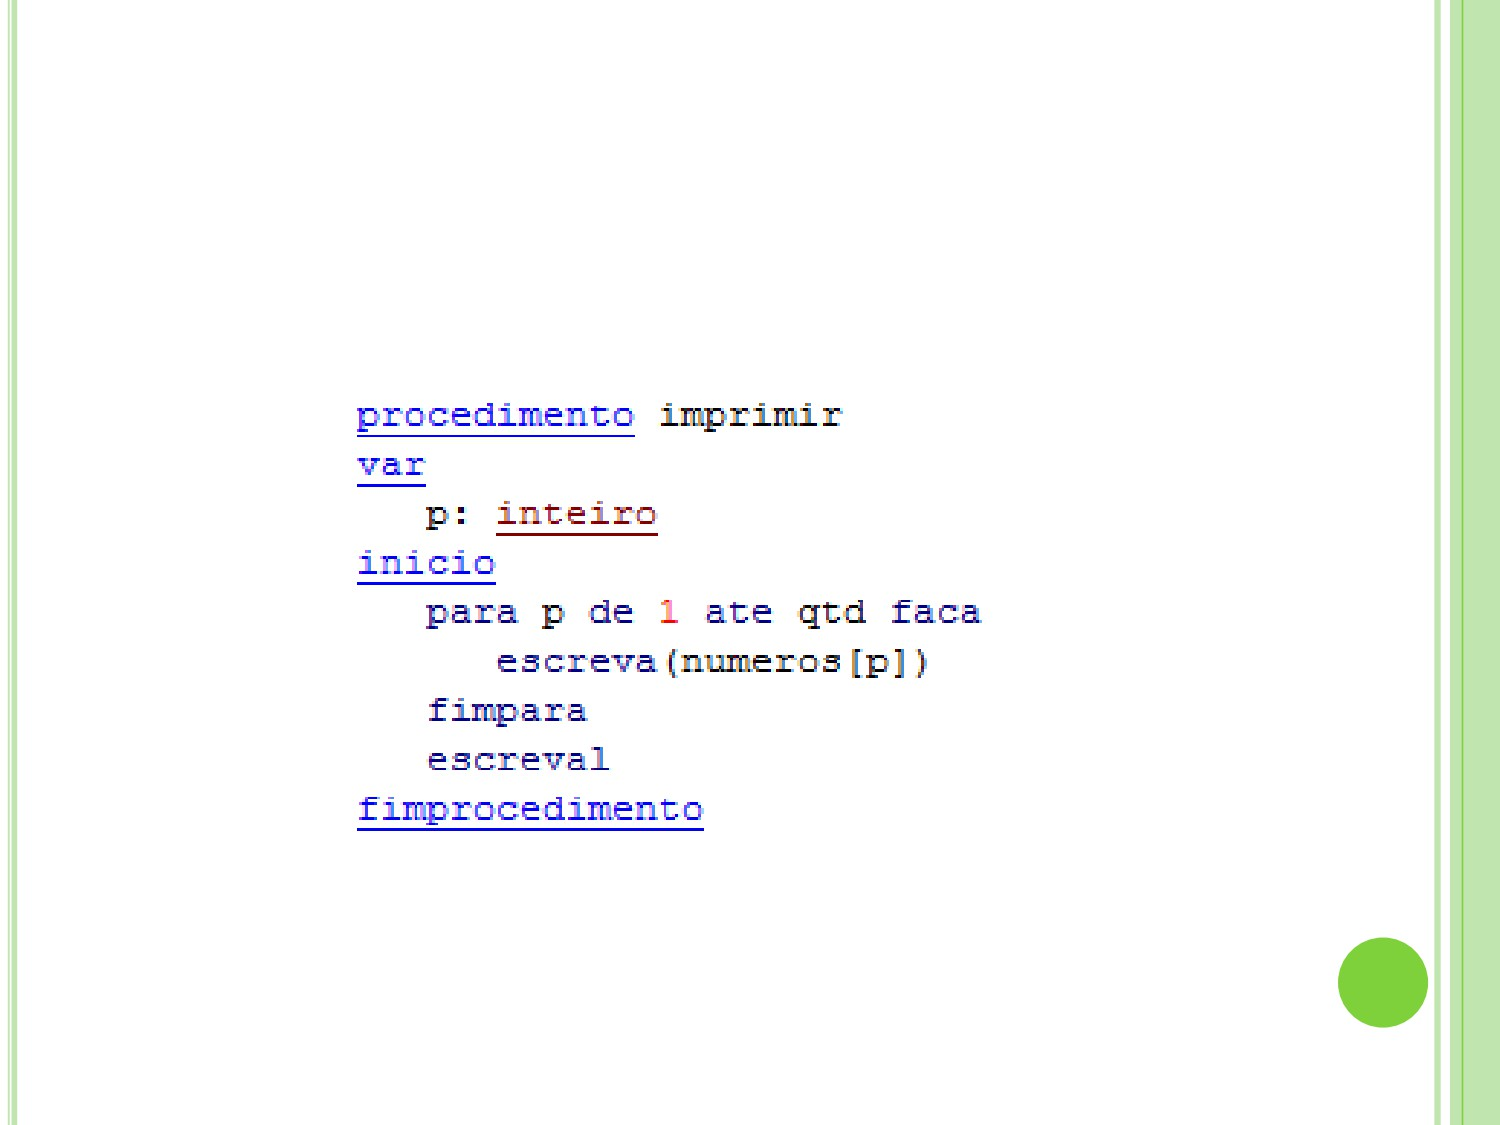 procedimento imprimir
var
p: inteiro
inicio
para p de 1 ate qtd faca
escreva(numeros[p])
fimpara
escreval
fimprocedimento